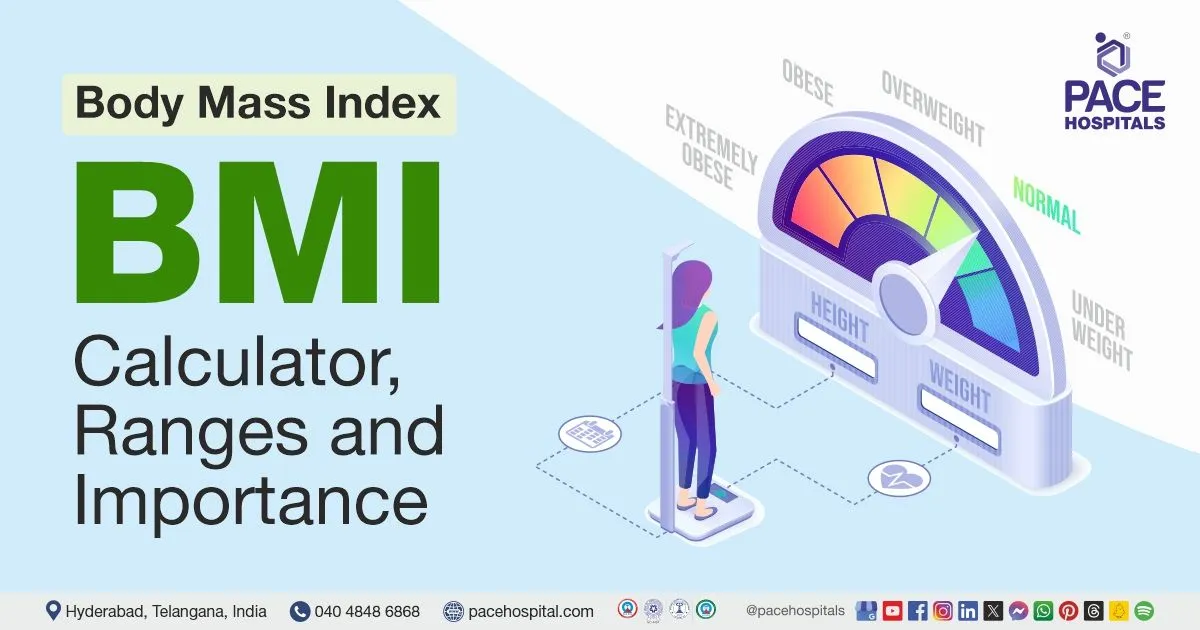 Body Mass Index
BMI
Calculator,
Ranges and
Importance
EXTREMELY
OBESE
OBESE
OVERWEIGHT
NORMAL
UNDER
WEIGHT
HEIGHT
WEIGHT
®
PACE
HOSPITALS
Hyderabad, Telangana, India
040 4848 6868
pacehospital.com
@pacehospitals